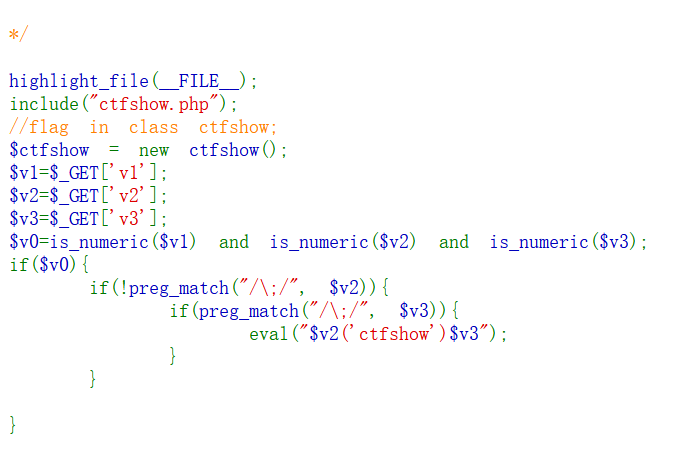 */
highlight_file(__FILE__);
include("ctfshow.php");
//flag in class ctfshow;
$ctfshow = new ctfshow();
$v1=$_GET['v1'];
$v2=$_GET['v2'];
$v3=$_GET['v3'];
$v0=is_numeric($v1) and is_numeric($v2) and is_numeric($v3);
if($v0){
if(!preg_match("/\;/", $v2)){
if(preg_match("/\;/", $v3)){
eval("$v2('ctfshow')$v3");
}
}
}